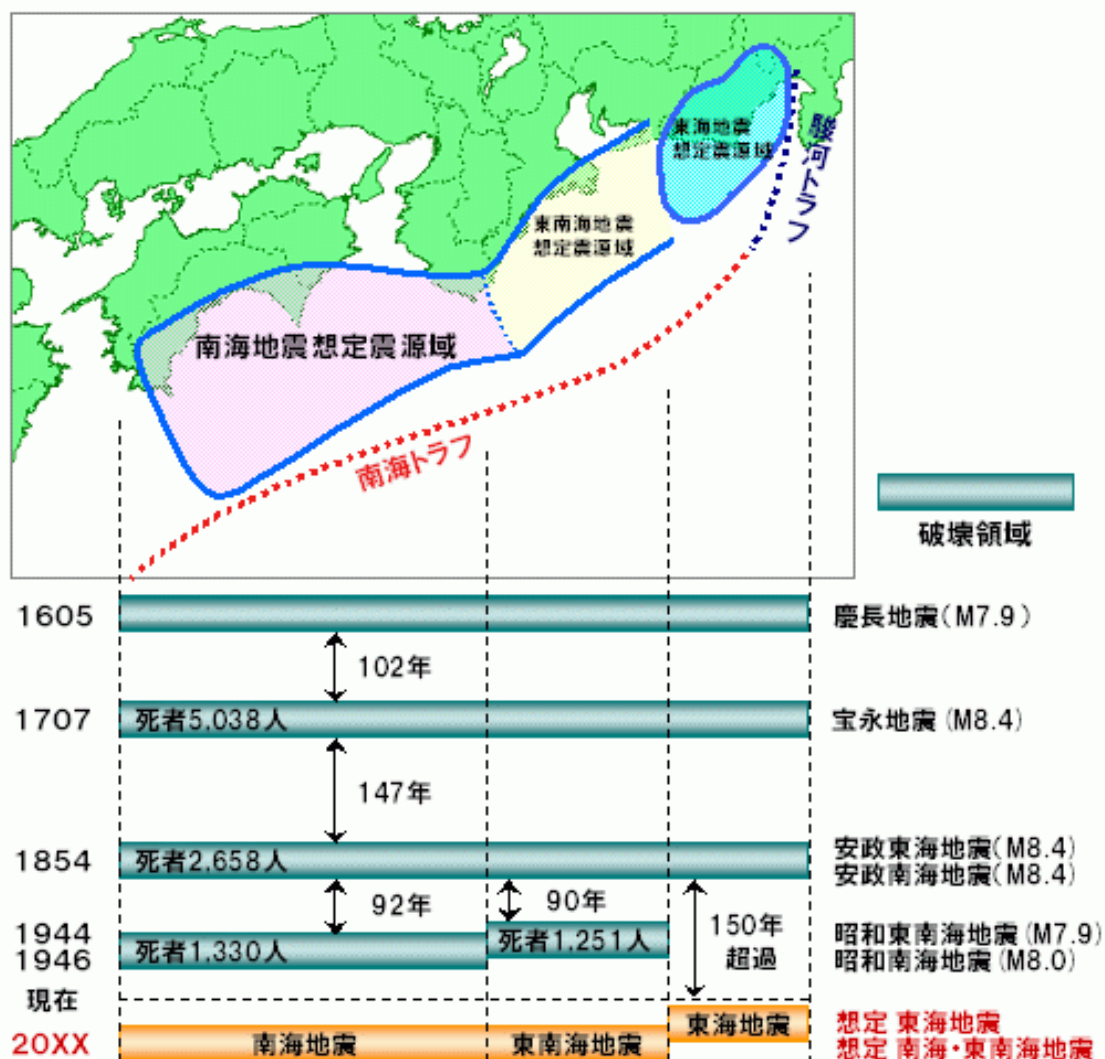 東海地震
想定震源域
駿河トラフ
東南海地震
想定震源域
南海地震想定震源域
南海トラフ
破壊領域
1605
慶長地震(M7.9)
102年
1707
死者5.038人
宝永地震(M8.4)
147年
1854
死者2.658人
安政東海地震(M8.4)
安政南海地震(M8.4)
92年
90年
150年
超過
1944
1946
死者1.330人
死者1.251人
昭和東南海地震(M7.9)
昭和南海地震(M8.0)
現在
20XX
南海地震
東南海地震
東海地震
想定 東海地震
想定 南海・東南海地震